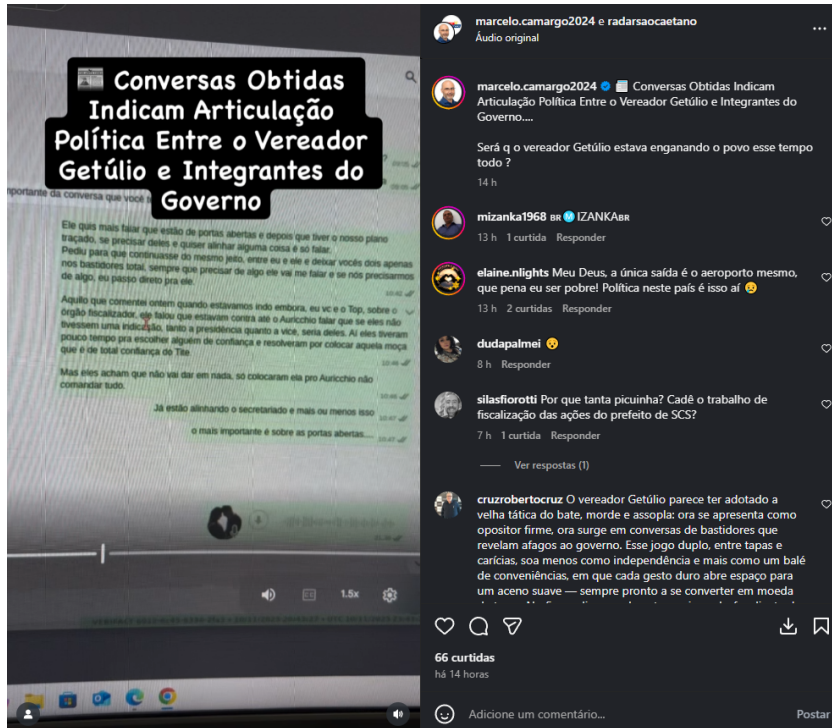 marcelo.camargo2024 e radarsaocaetano
Áudio original
📰 Conversas Obtidas
Indicam Articulação
Política Entre o Vereador
Getúlio e Integrantes do
Governo
mportante da conversa que você
Ele quis mais falar que estão de portas abertas e depois que tiver o nosso plano
traçado, se precisar deles e quiser alinhar alguma coisa é só falar.
Pediu para que continuasse do mesmo jeito, entre eu e ele e deixar vocês dois apenas
nos bastidores total, sempre que precisar de algo ele vai me falar e se nós precisarmos
de algo, eu passo direto pra ele.
10:42
Aquilo que comentei ontem quando estavamos indo embora, eu vc e o Top, sobre o
órgão fiscalizador, ele falou que estavam contra até o Auricchio falar que se eles não
tivessem uma indicação, tanto a presidência quanto a vice, seria deles. Aí eles tiveram
pouco tempo pra escolher alguém de confiança e resolveram por colocar aquela moça
que é de total confiança do Tite.
10:46
Mas eles acham que não vai dar em nada, só colocaram ela pro Auricchio não
comandar tudo.
10:46
Já estão alinhando o secretariado e mais ou menos isso
10:47
o mais importante é sobre as portas abertas....
10:47
1.5x
marcelo.camargo2024 📰 Conversas Obtidas Indicam
Articulação Política Entre o Vereador Getúlio e Integrantes do
Governo....
Será q o vereador Getúlio estava enganando o povo esse tempo
todo ?
14 h
mizanka1968 BR Ⓜ️ IZANKABR
13 h 1 curtida Responder
elaine.nlights Meu Deus, a única saída é o aeroporto mesmo,
que pena eu ser pobre! Política neste país é isso aí 😥
13 h 2 curtidas Responder
dudapalmei 😯
8 h Responder
silasfiorotti Por que tanta picuinha? Cadê o trabalho de
fiscalização das ações do prefeito de SCS?
7 h 1 curtida Responder
Ver respostas (1)
cruzrobertocruz O vereador Getúlio parece ter adotado a
velha tática do bate, morde e assopla: ora se apresenta como
opositor firme, ora surge em conversas de bastidores que
revelam afagos ao governo. Esse jogo duplo, entre tapas e
carícias, soa menos como independência e mais como um balé
de conveniências, em que cada gesto duro abre espaço para
um aceno suave — sempre pronto a se converter em moeda
66 curtidas
há 14 horas
Adicione um comentário...
Postar